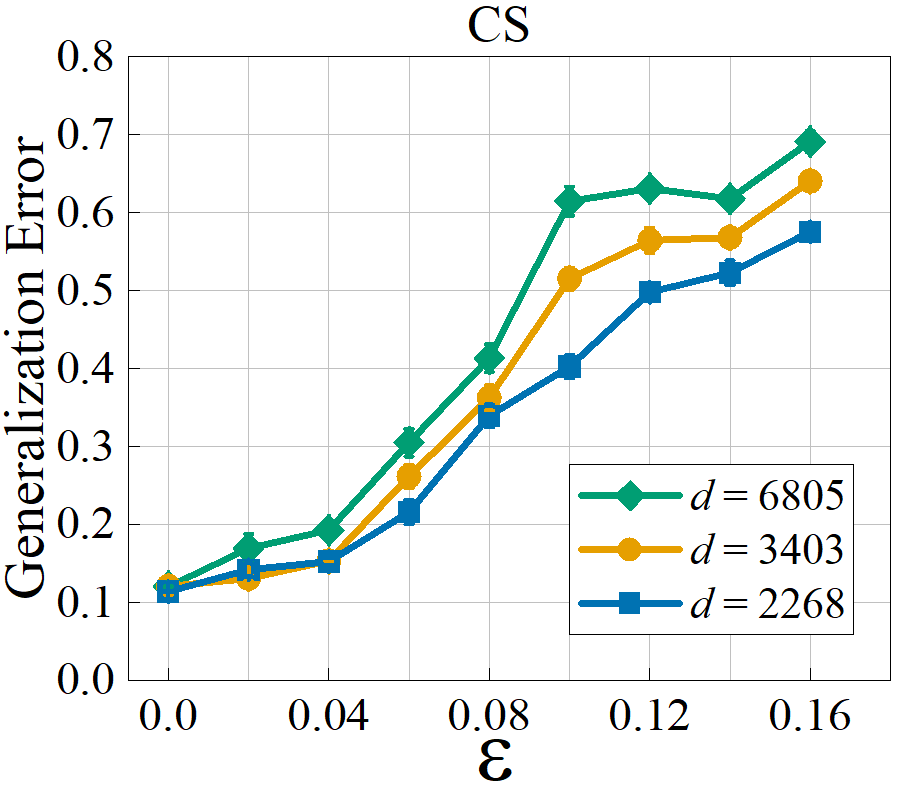 CS
Generalization Error
0.8
0.7
0.6
0.5
0.4
0.3
0.2
0.1
0.0
d = 6805
d = 3403
d = 2268
0.0 0.04 0.08 0.12 0.16
ε